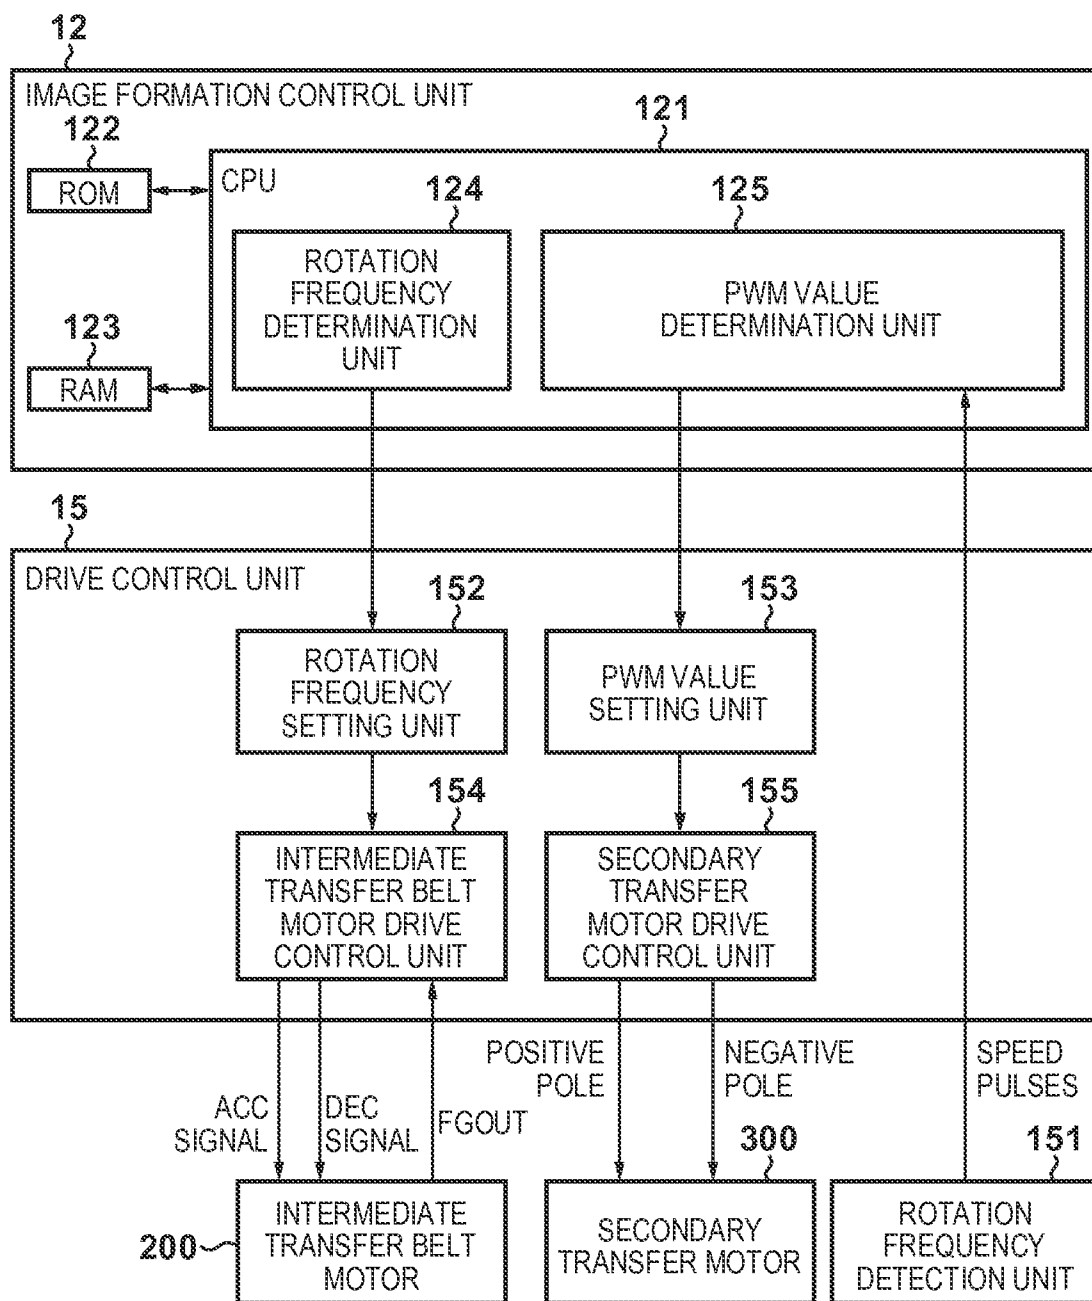 12
IMAGE FORMATION CONTROL UNIT
122
ROM
121
CPU
124
ROTATION
FREQUENCY
DETERMINATION
UNIT
125
PWM VALUE
DETERMINATION UNIT
123
RAM
15
DRIVE CONTROL UNIT
152
ROTATION
FREQUENCY
SETTING UNIT
153
PWM VALUE
SETTING UNIT
154
INTERMEDIATE
TRANSFER BELT
MOTOR DRIVE
CONTROL UNIT
155
SECONDARY
TRANSFER
MOTOR DRIVE
CONTROL UNIT
ACC
SIGNAL
DEC
SIGNAL
FGOUT
POSITIVE
POLE
NEGATIVE
POLE
SPEED
PULSES
200
INTERMEDIATE
TRANSFER BELT
MOTOR
300
SECONDARY
TRANSFER MOTOR
151
ROTATION
FREQUENCY
DETECTION UNIT